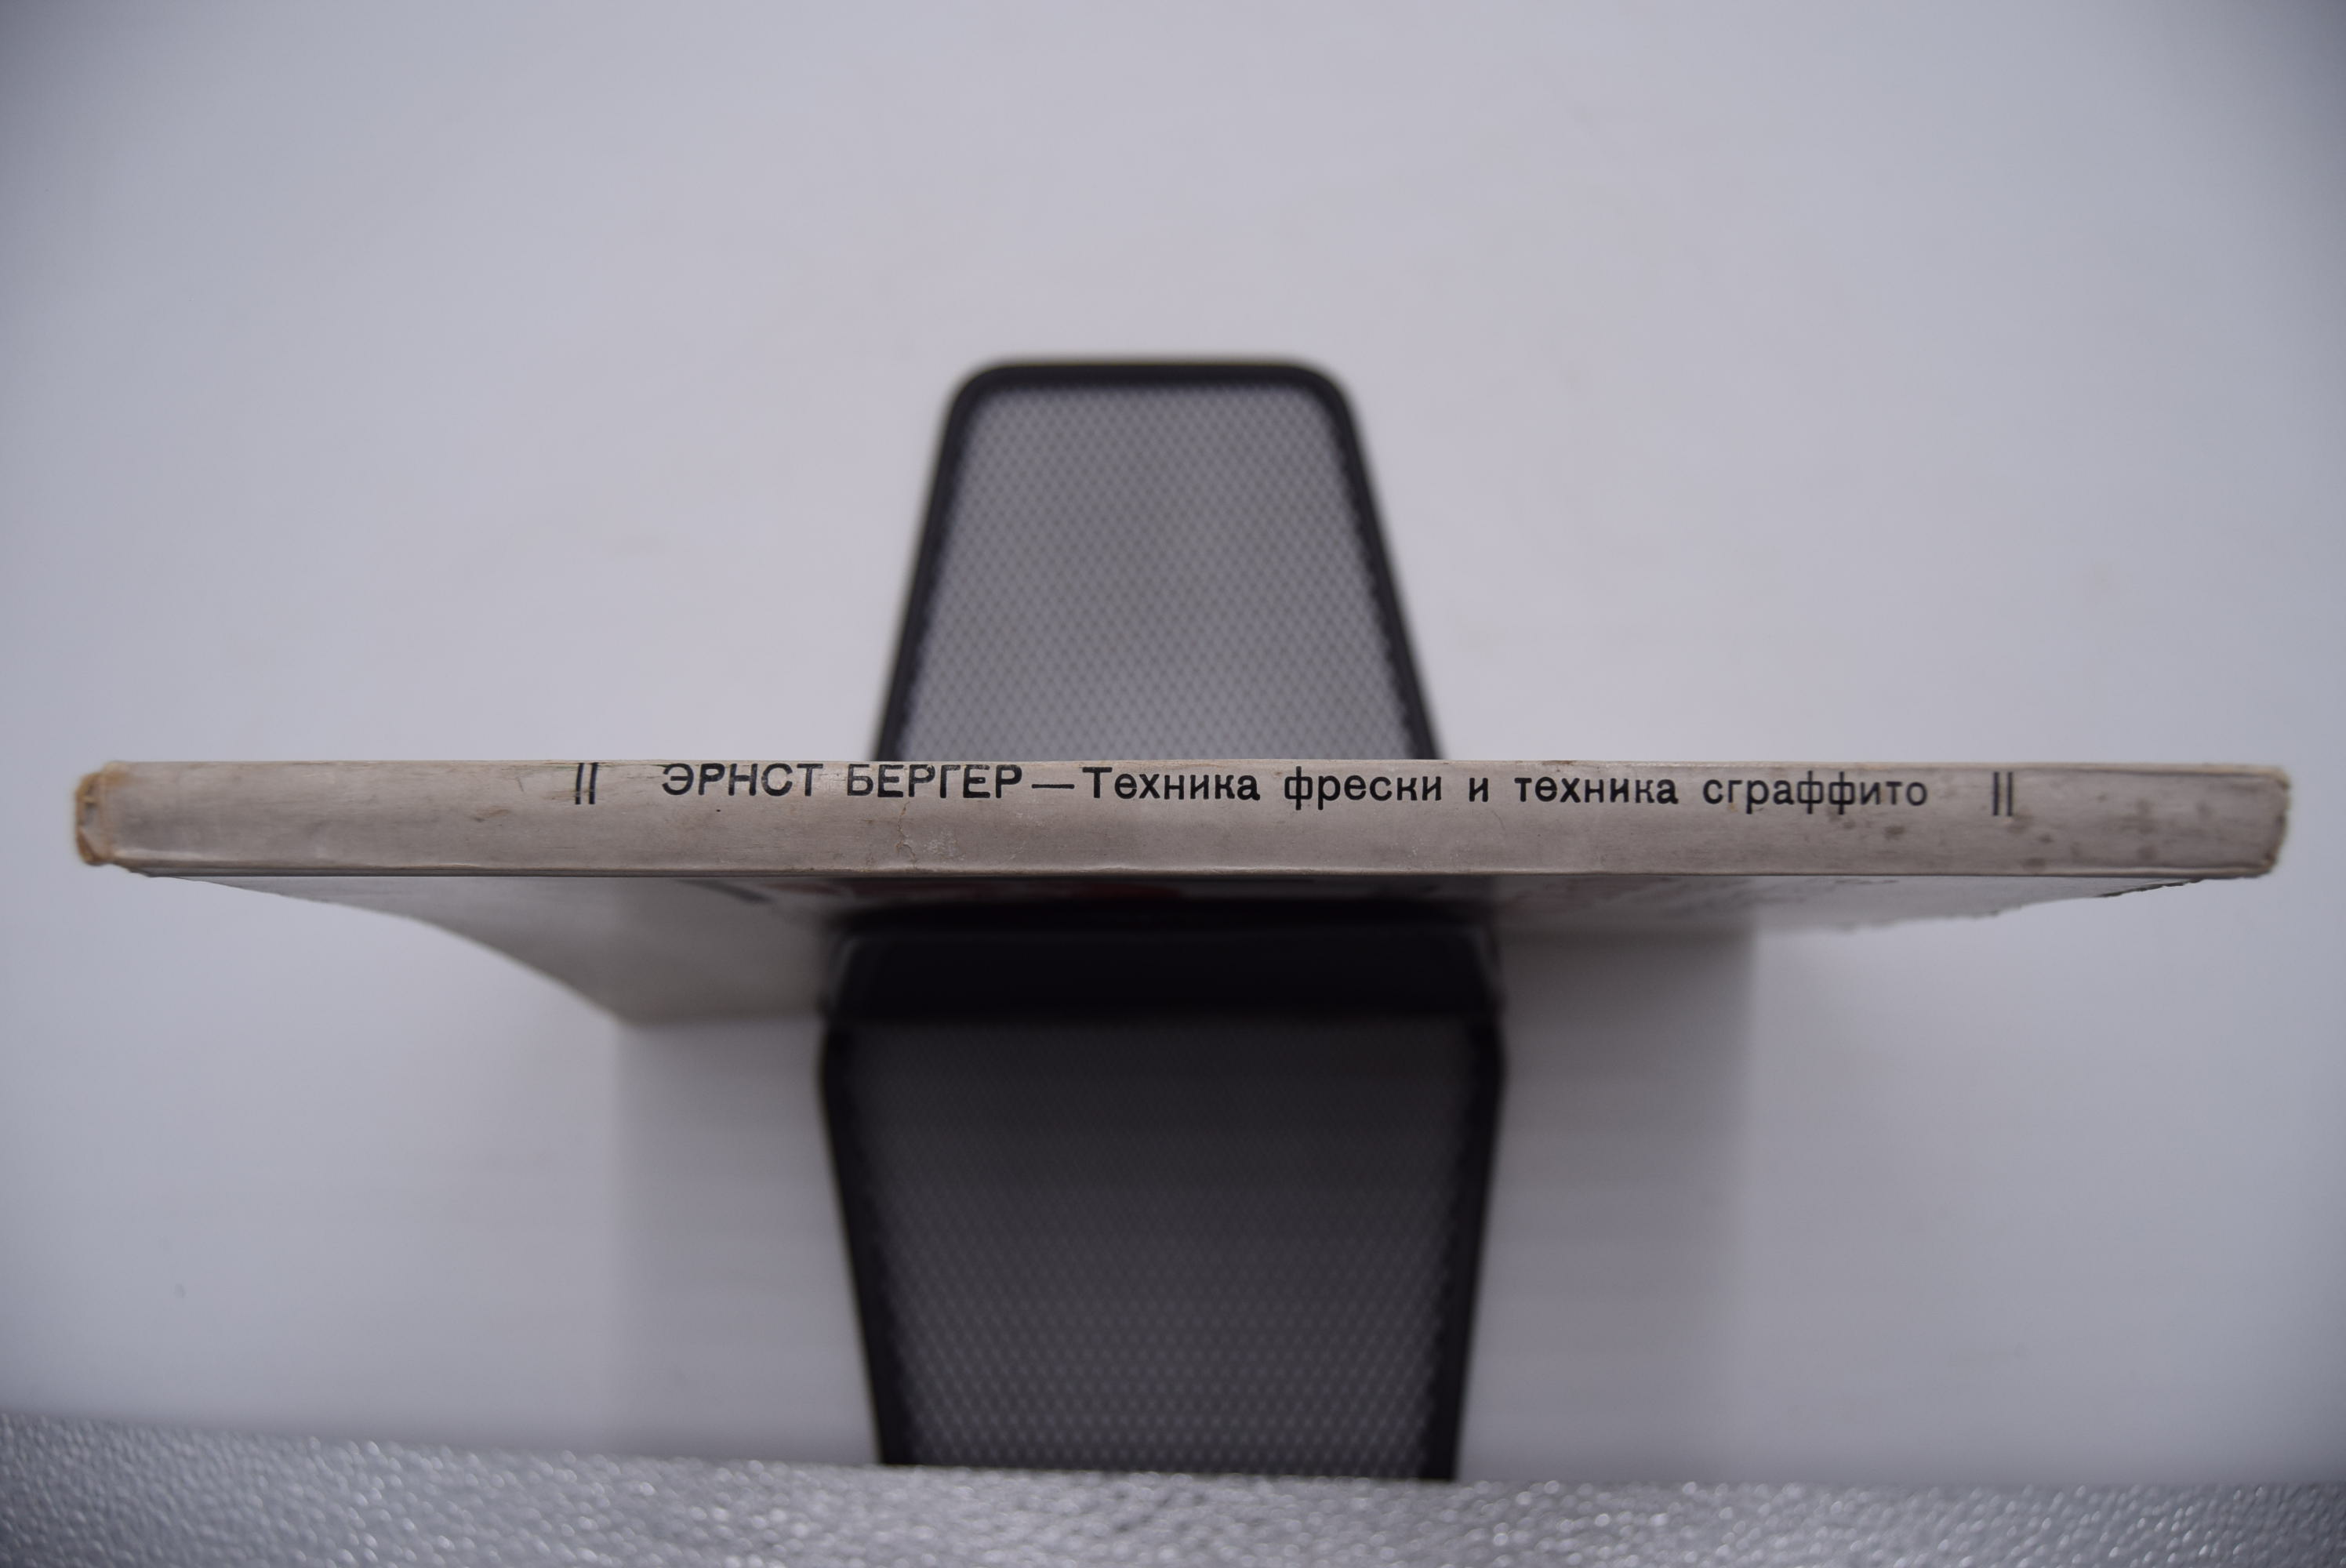 || ЭРНСТ БЕРГЕР — Техника фрески и техника сграффито ||